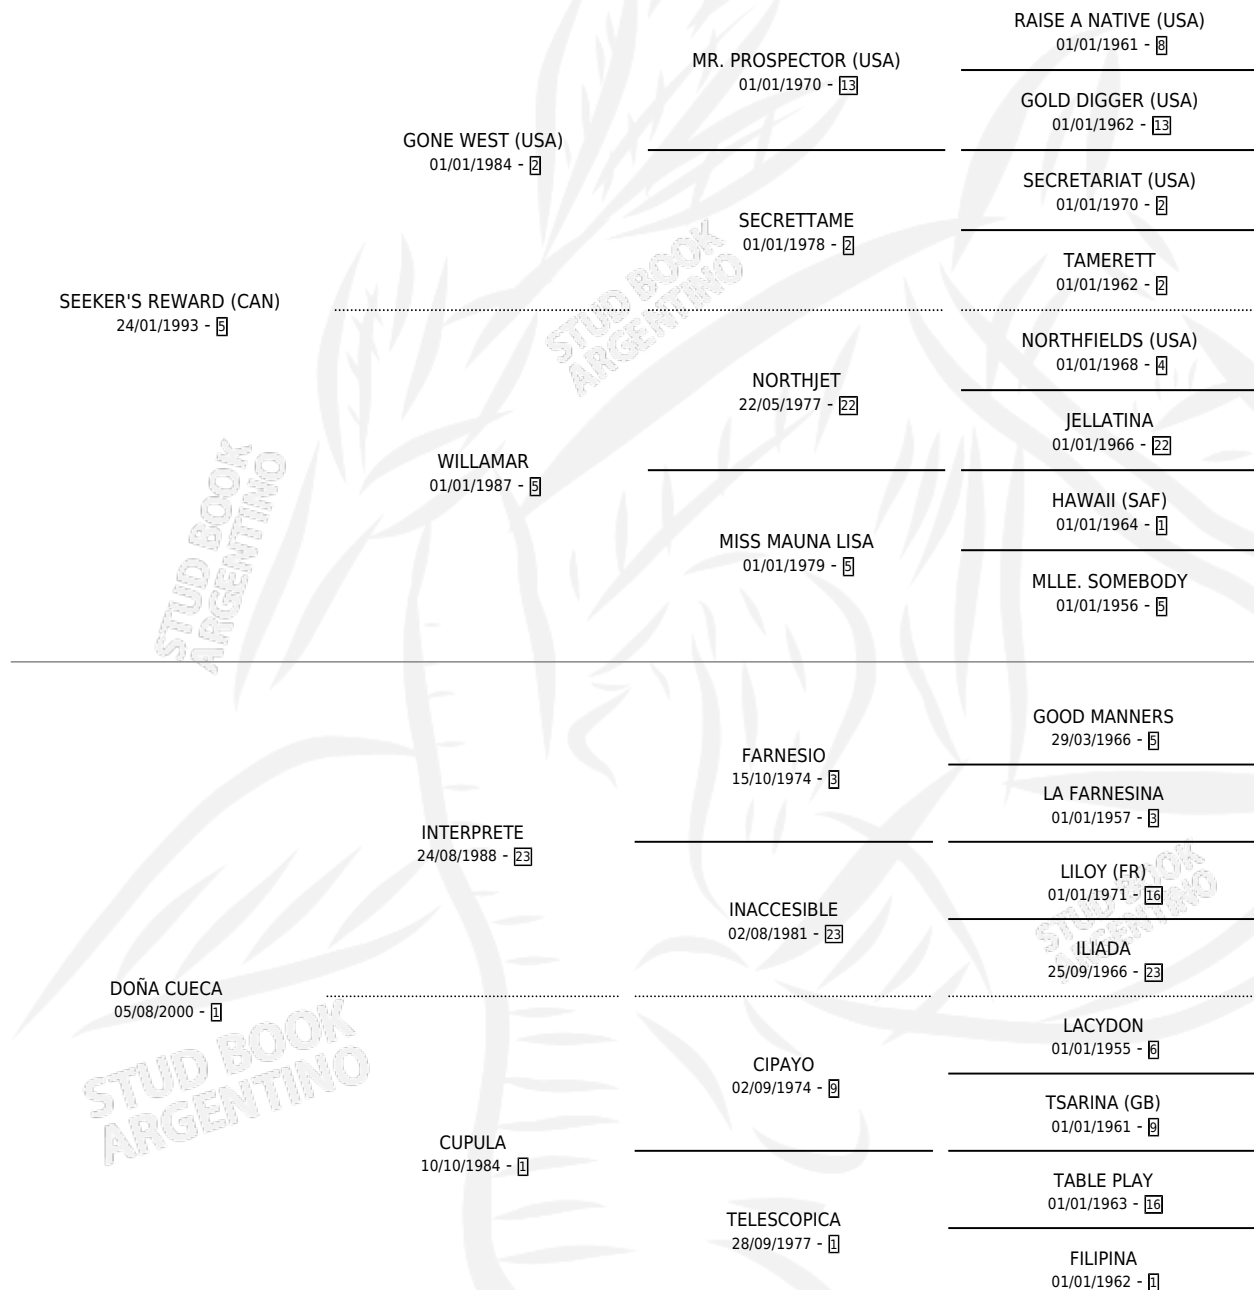 RAISE A NATIVE (USA)
01/01/1961 - 8
MR. PROSPECTOR (USA)
01/01/1970 - 13
GOLD DIGGER (USA)
01/01/1962 - 13
GONE WEST (USA)
01/01/1984 - 2
SECRETARIAT (USA)
01/01/1970 - 2
SECRETTAME
01/01/1978 - 2
TAMERETT
01/01/1962 - 2
SEEKER'S REWARD (CAN)
24/01/1993 - 5
NORTHFIELDS (USA)
01/01/1968 - 4
NORTHJET
22/05/1977 - 22
JELLATINA
01/01/1966 - 22
WILLAMAR
01/01/1987 - 5
HAWAII (SAF)
01/01/1964 - 1
MISS MAUNA LISA
01/01/1979 - 5
MLLE. SOMEBODY
01/01/1956 - 5
GOOD MANNERS
29/03/1966 - 5
FARNESIO
15/10/1974 - 3
LA FARNESINA
01/01/1957 - 3
INTERPRETE
24/08/1988 - 23
LILOY (FR)
01/01/1971 - 16
INACCESIBLE
02/08/1981 - 23
ILIADA
25/09/1966 - 23
DOÑA CUECA
05/08/2000 - 1
LACYDON
01/01/1955 - 6
CIPAYO
02/09/1974 - 9
TSARINA (GB)
01/01/1961 - 9
CUPULA
10/10/1984 - 1
TABLE PLAY
01/01/1963 - 16
TELESCOPICA
28/09/1977 - 1
FILIPINA
01/01/1962 - 1
STUD BOOK
ARGENTINO
STUD BOOK
ARGENTINO
STUD BOOK
ARGENTINO
STUD BOOK
ARGENTINO